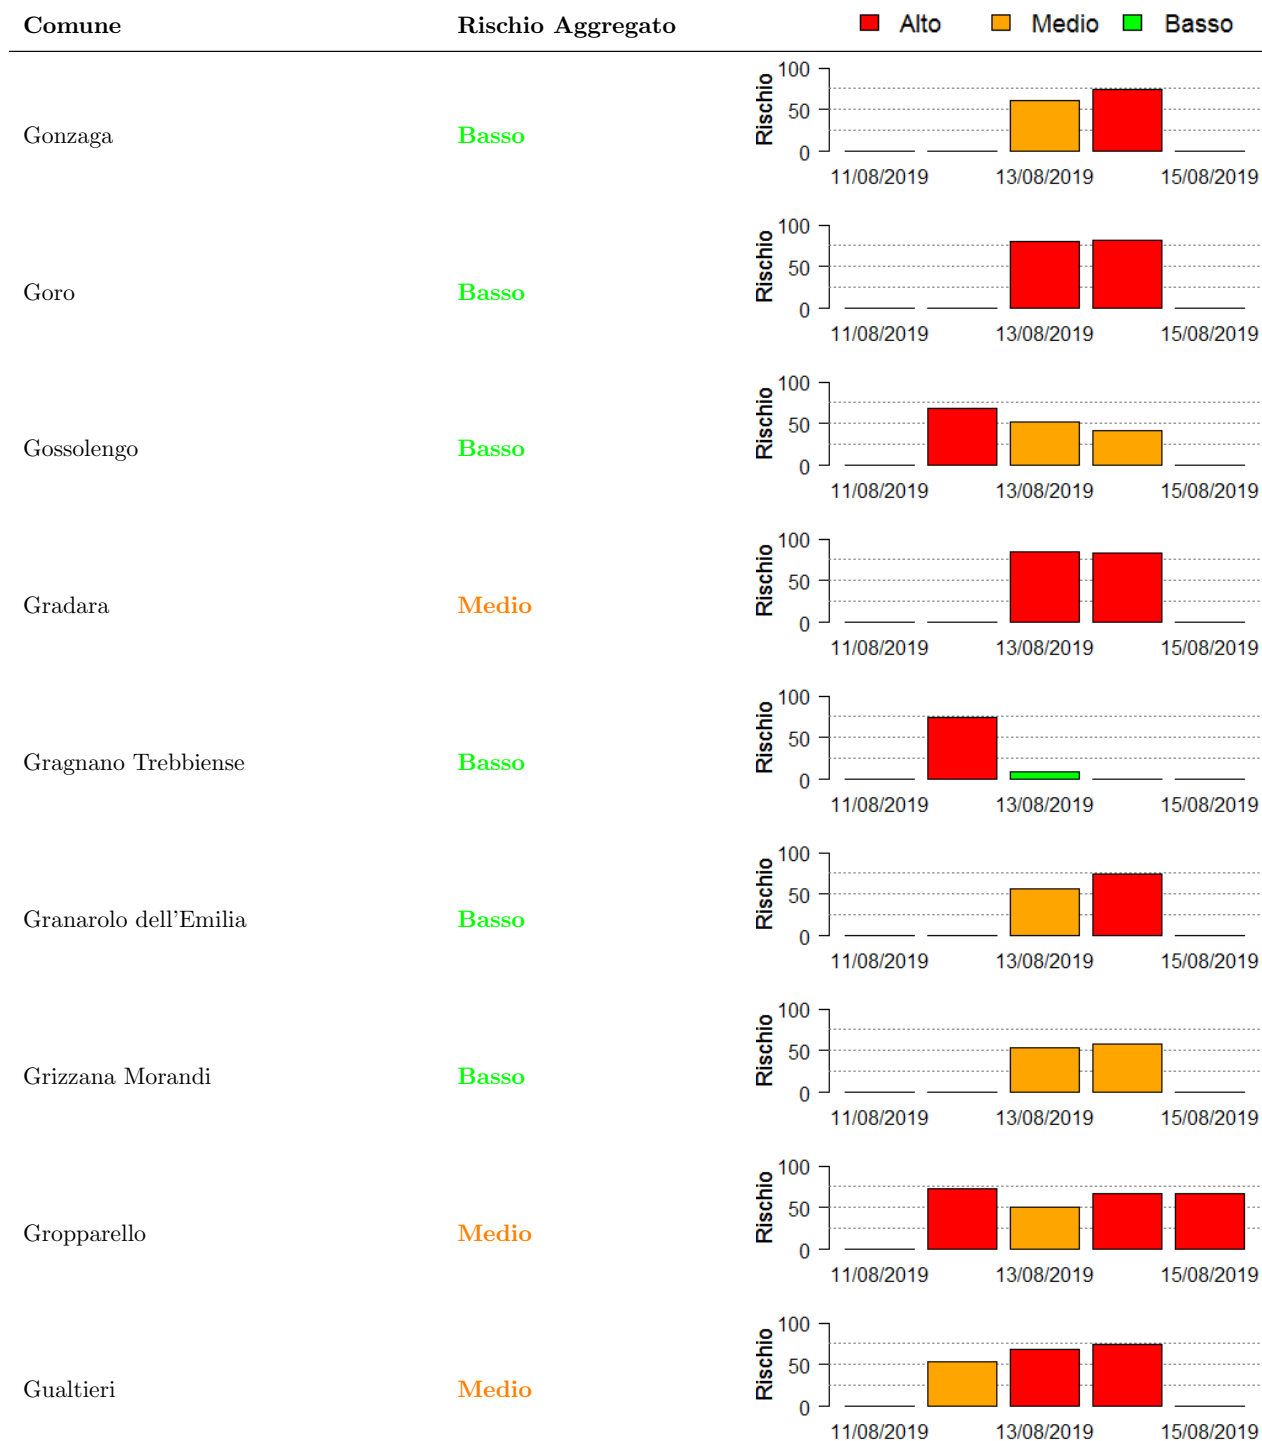 Comune Rischio Aggregato Alto Medio Basso
100
50
0
Rischio
Gonzaga Basso
11/08/2019 13/08/2019 15/08/2019
100
50
0
Rischio
Goro Basso
11/08/2019 13/08/2019 15/08/2019
100
50
0
Rischio
Gossolengo Basso
11/08/2019 13/08/2019 15/08/2019
100
50
0
Rischio
Gradara Medio
11/08/2019 13/08/2019 15/08/2019
100
50
0
Rischio
Gragnano Trebbiense Basso
11/08/2019 13/08/2019 15/08/2019
100
50
0
Rischio
Granarolo dell'Emilia Basso
11/08/2019 13/08/2019 15/08/2019
100
50
0
Rischio
Grizzana Morandi Basso
11/08/2019 13/08/2019 15/08/2019
100
50
0
Rischio
Gropparello Medio
11/08/2019 13/08/2019 15/08/2019
100
50
0
Rischio
Gualtieri Medio
11/08/2019 13/08/2019 15/08/2019